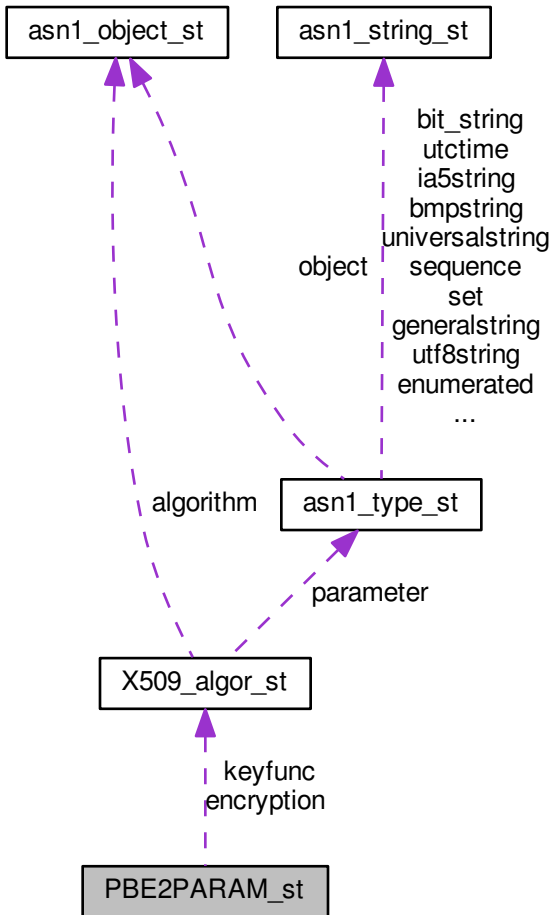 asn1_object_st
asn1_string_st
bit_string
utctime
ia5string
bmpstring
universalstring
object
sequence
set
generalstring
utf8string
enumerated
...
algorithm
asn1_type_st
parameter
X509_algor_st
keyfunc
encryption
PBE2PARAM_st